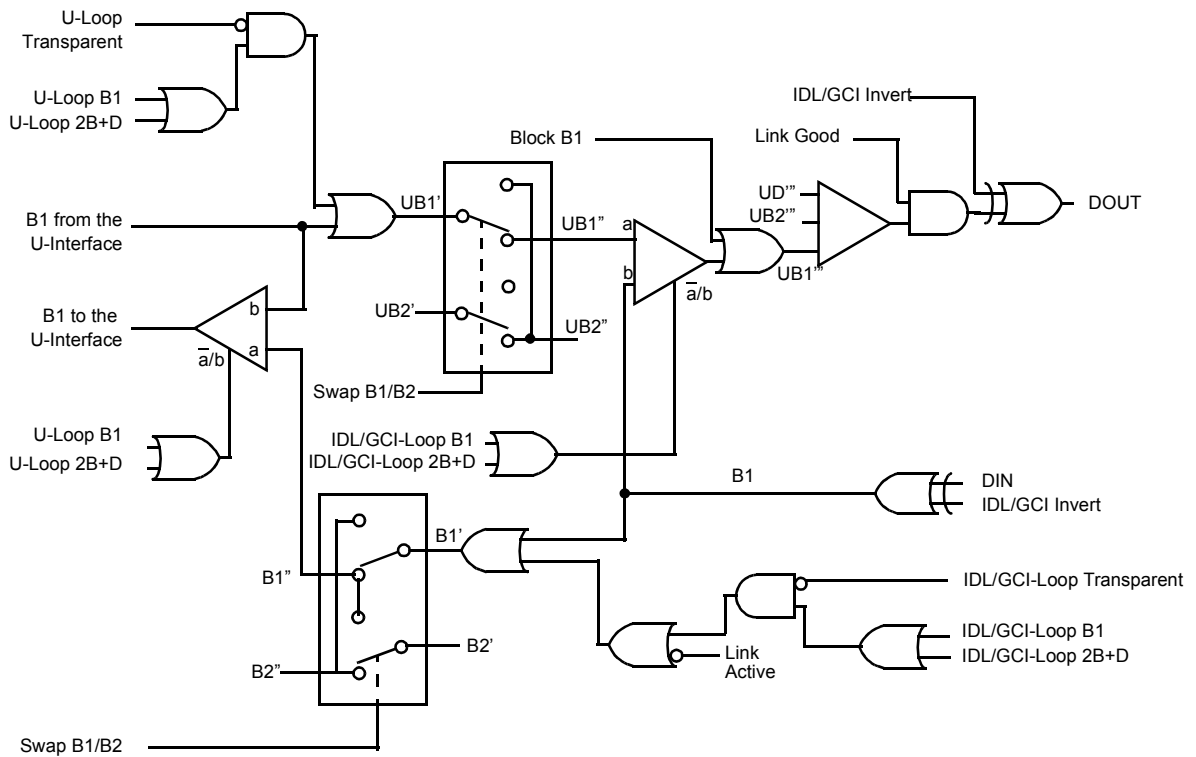 U-Loop
Transparent
U-Loop B1
U-Loop 2B+D
IDL/GCI Invert
Link Good
Block B1
DOUT
UD'”
UB2'”
UB1'”
B1 from the
U-Interface
UB1’
UB1”
a
b
a/b
UB2’
UB2”
Swap B1/B2
B1 to the
U-Interface
b
a
a/b
U-Loop B1
U-Loop 2B+D
IDL/GCI-Loop B1
IDL/GCI-Loop 2B+D
B1
DIN
IDL/GCI Invert
B1’
B1”
B2’
B2”
IDL/GCI-Loop Transparent
IDL/GCI-Loop B1
IDL/GCI-Loop 2B+D
Link
Active
Swap B1/B2